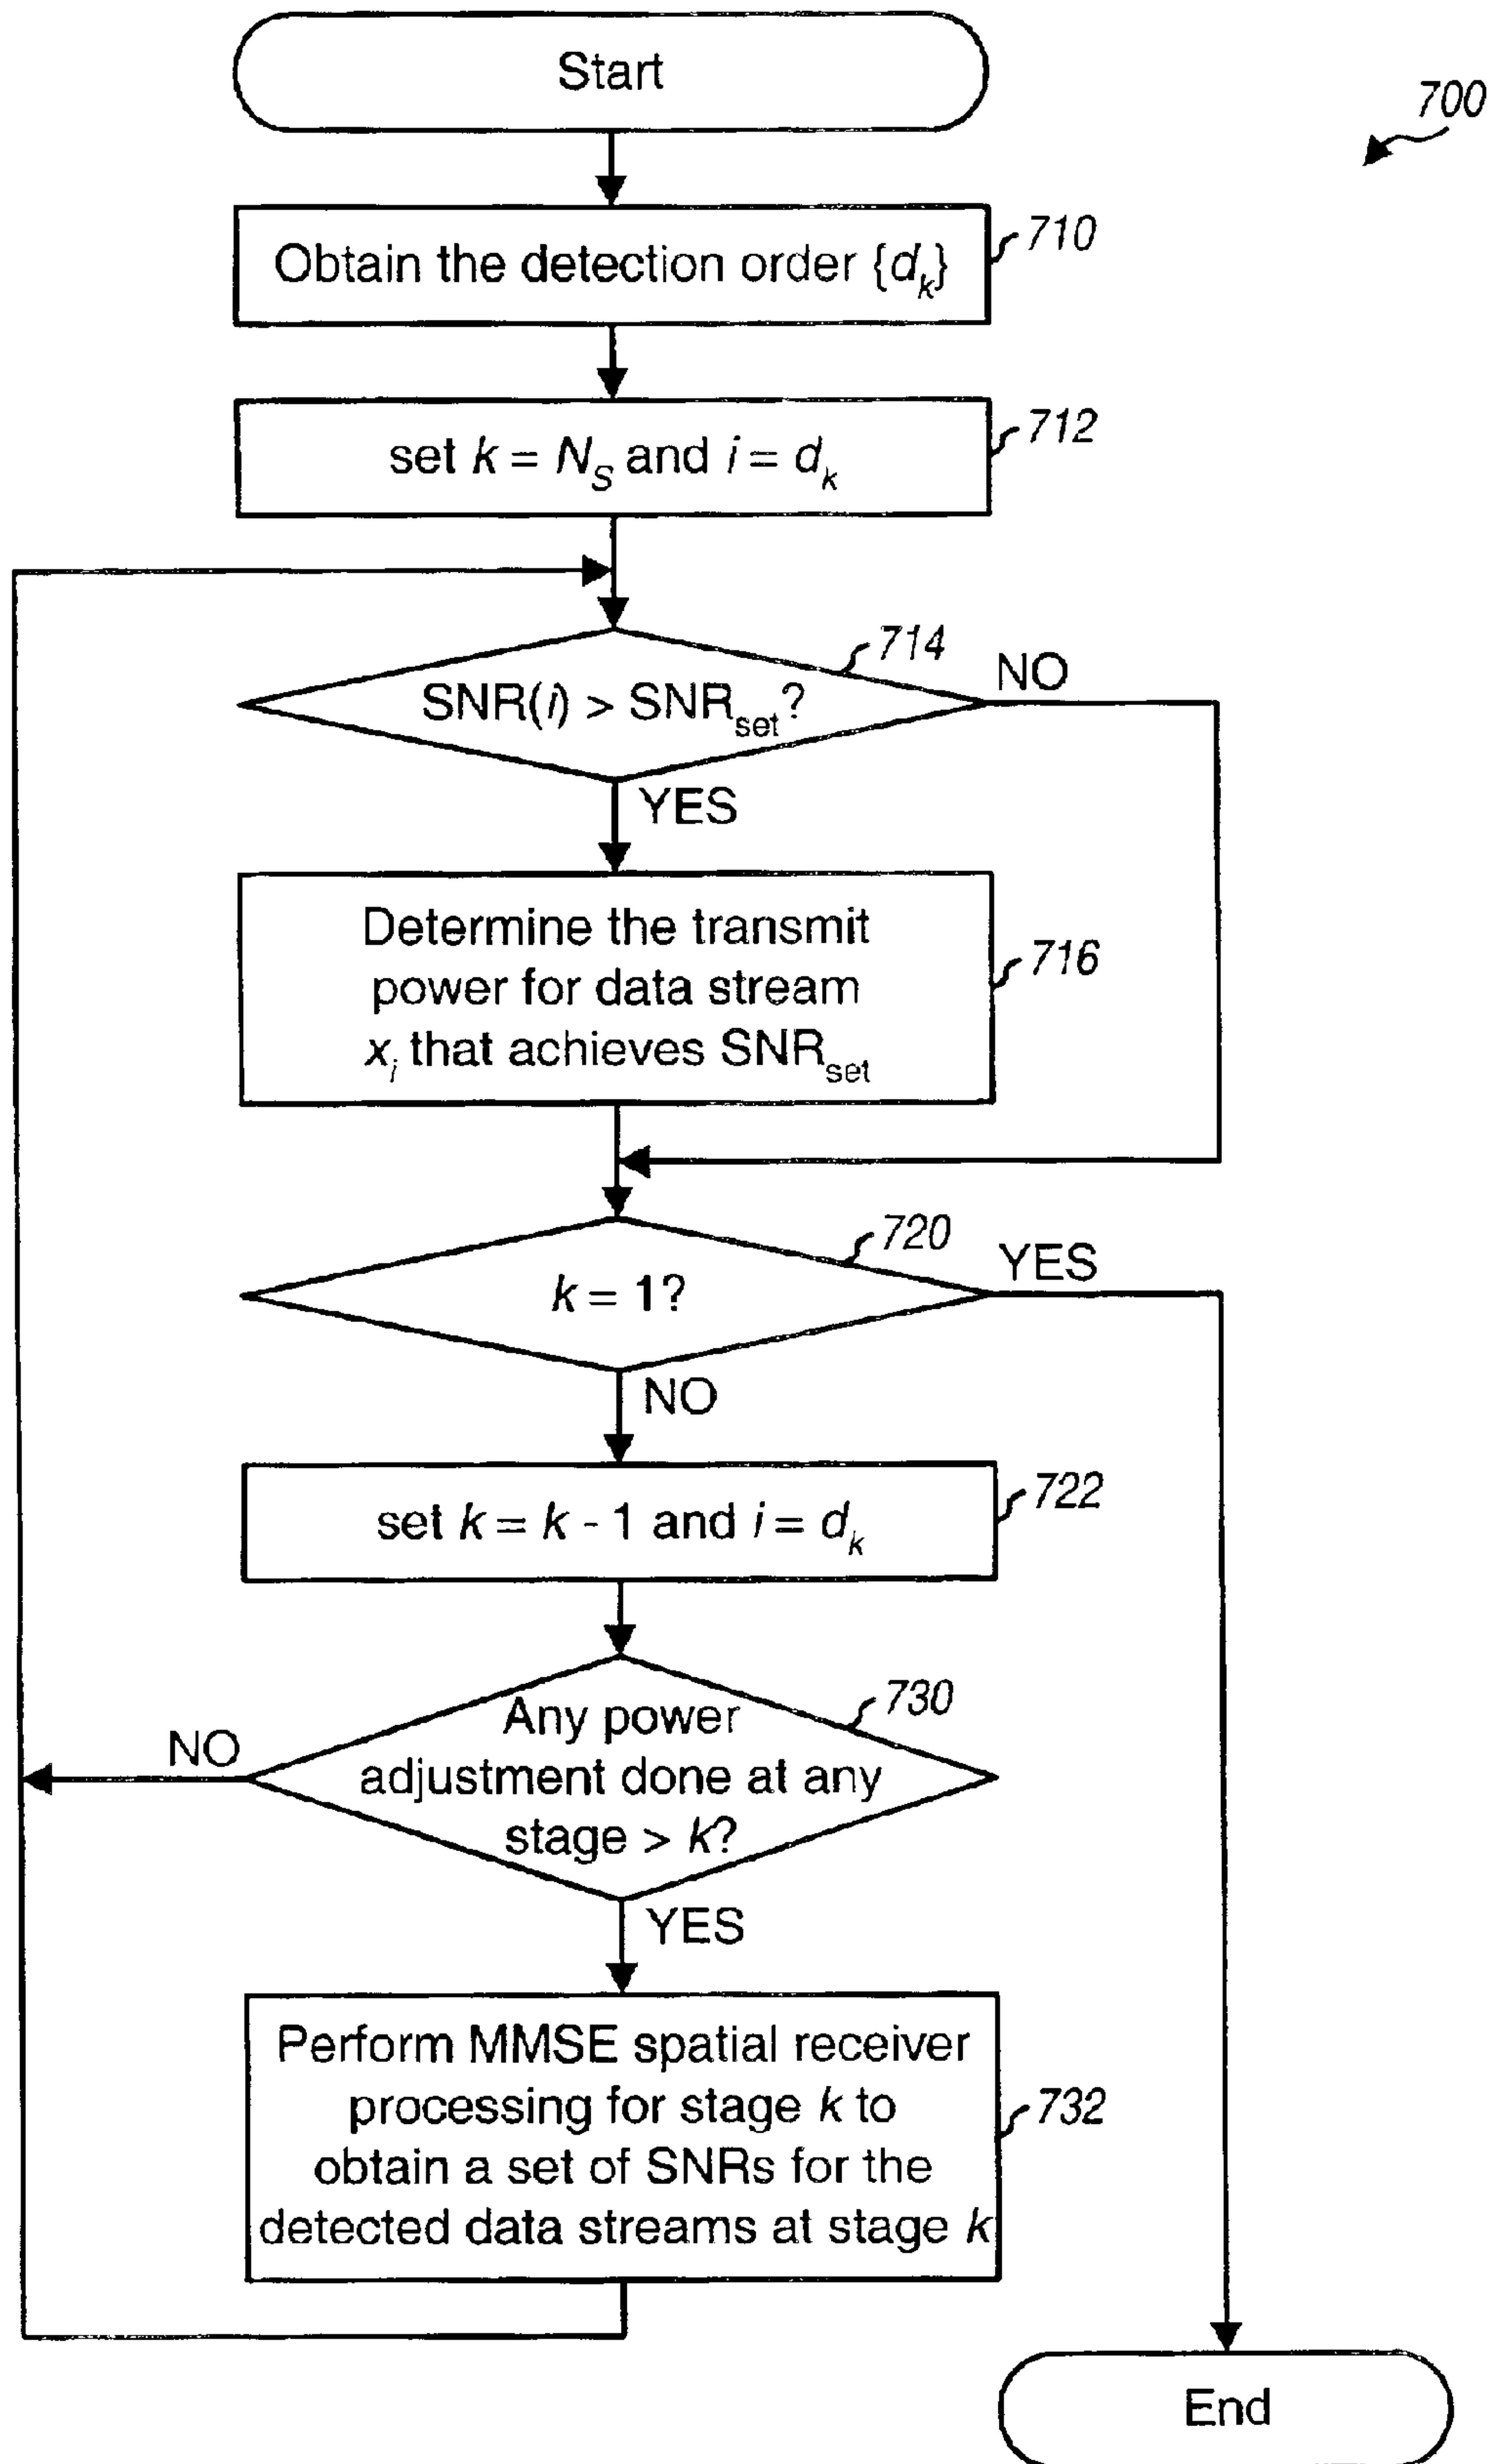 Start
700
Obtain the detection order {d_k}
710
set k = N_S and i = d_k
712
714
NO
SNR(i) > SNR_set?
YES
Determine the transmit
power for data stream
x_i that achieves SNR_set
716
720
YES
k = 1?
NO
set k = k - 1 and i = d_k
722
730
NO
Any power
adjustment done at any
stage > k?
YES
Perform MMSE spatial receiver
processing for stage k to
obtain a set of SNRs for the
detected data streams at stage k
732
End